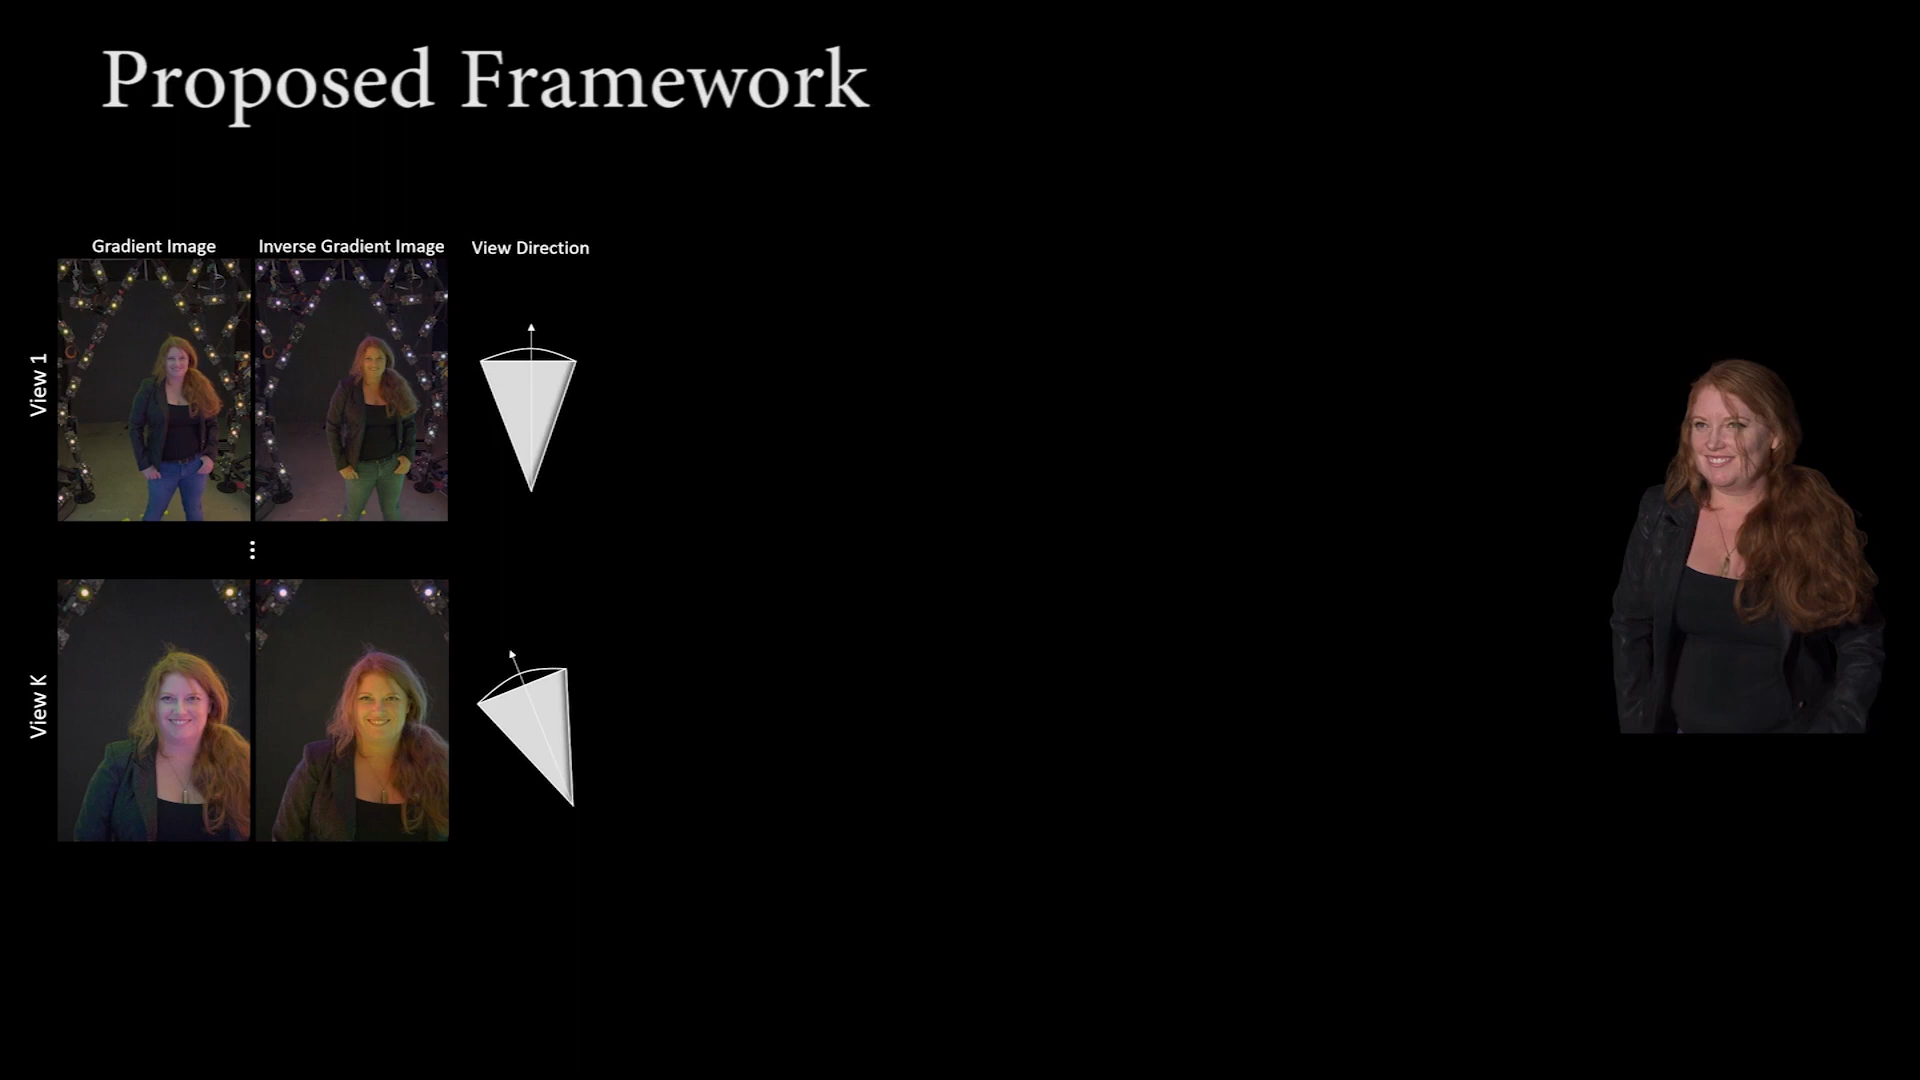 Proposed Framework
Gradient Image
Inverse Gradient Image
View Direction
View 1
View K